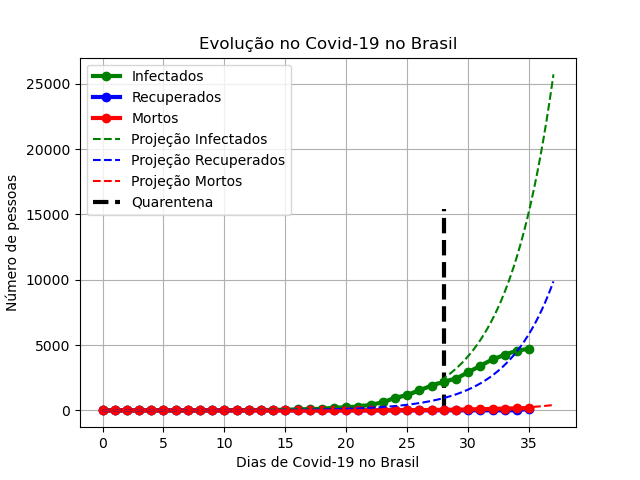 Evolução no Covid-19 no Brasil
Infectados
Recuperados
Mortos
Projeção Infectados
Projeção Recuperados
Projeção Mortos
Quarentena
Número de pessoas
25000
20000
15000
10000
5000
0
0 5 10 15 20 25 30 35
Dias de Covid-19 no Brasil